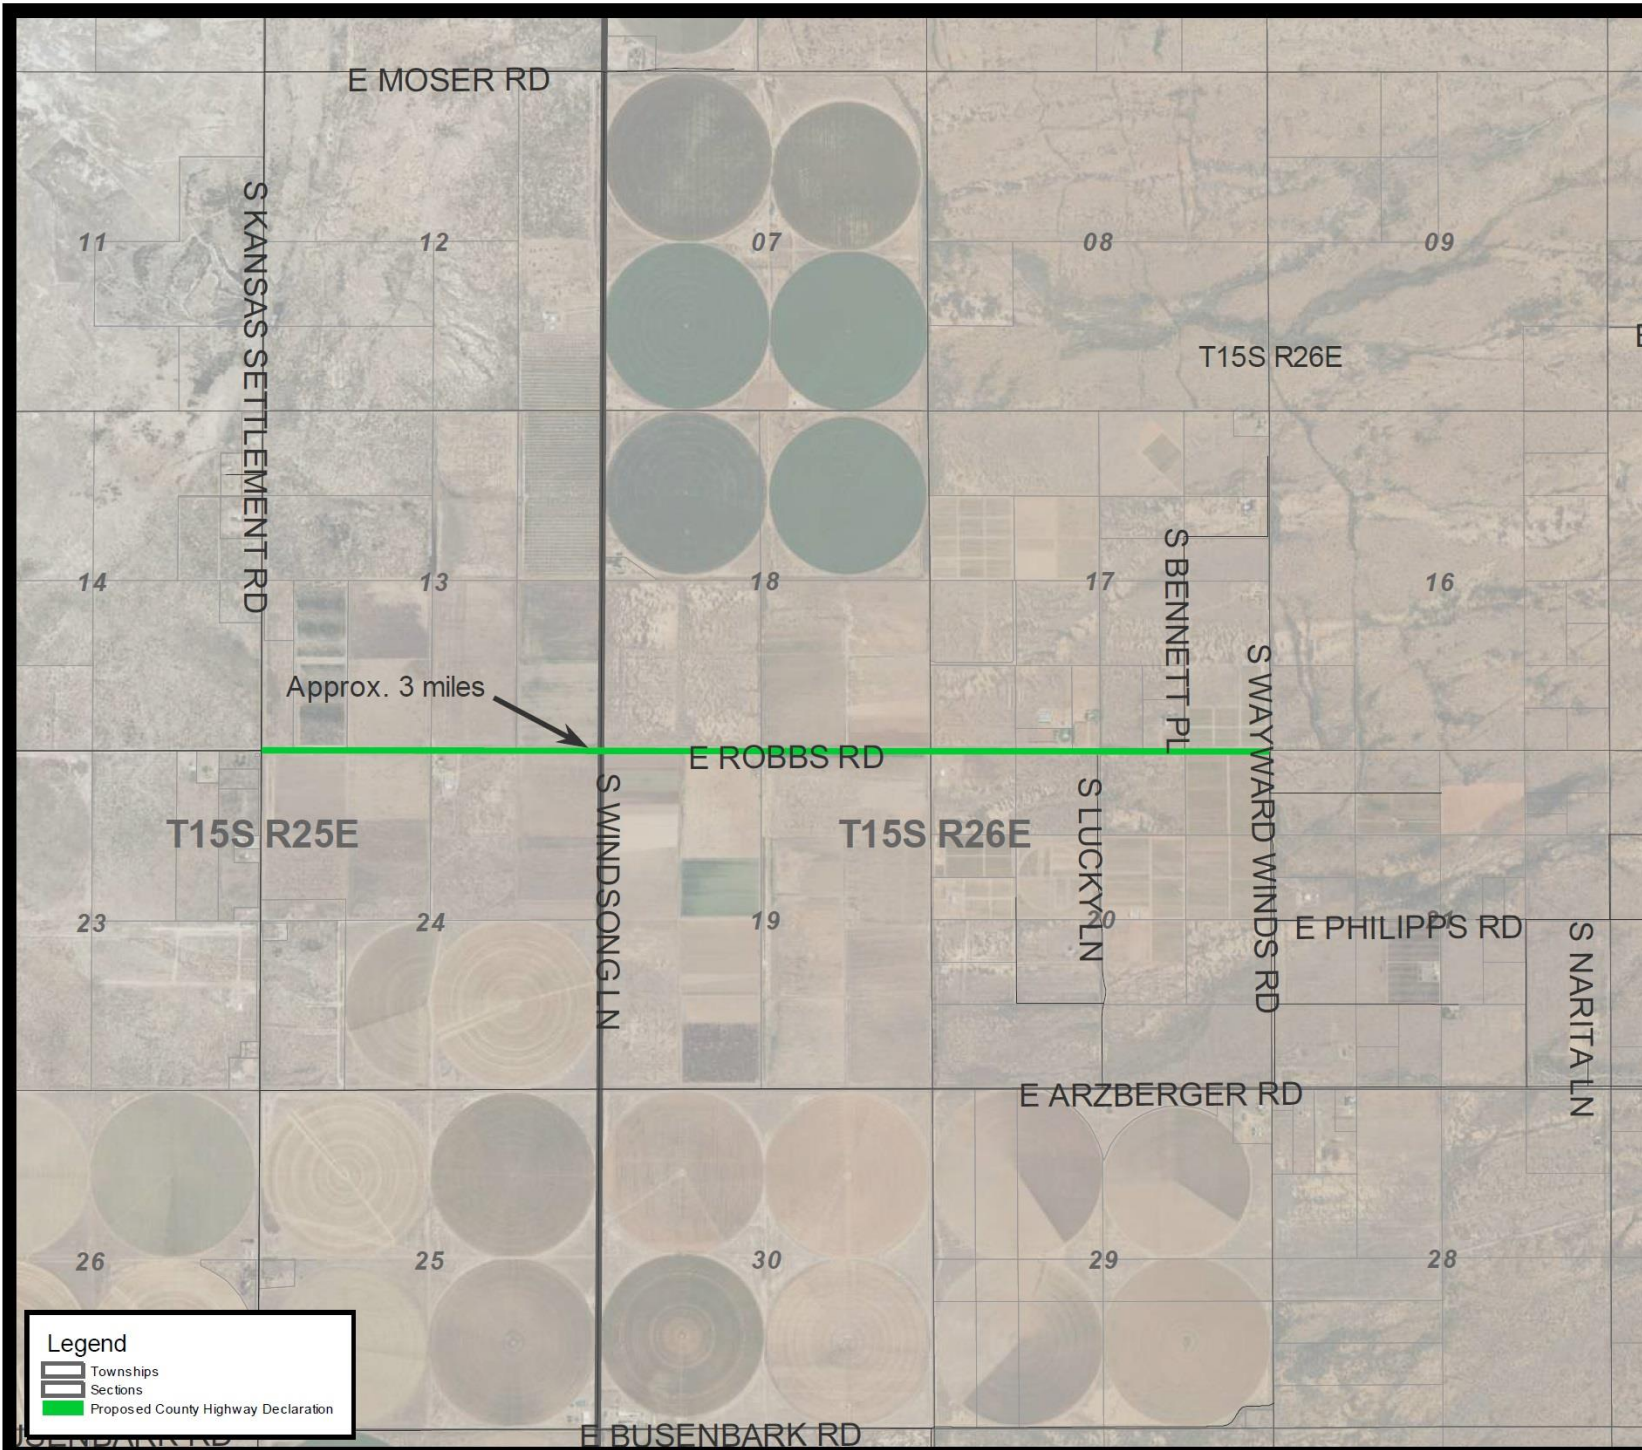 E MOSER RD
S KANSAS SETTLEMENT RD
11
12
07
08
09
T15S R26E
E
14
13
18
17
16
S BENNETT PL
S WAYWARD WINDS RD
Approx. 3 miles
E ROBBS RD
S WINDSONG LN
S LUCKY LN
T15S R25E
T15S R26E
23
24
19
20
21
E PHILIPPS RD
S NARITA LN
E ARZBERGER RD
26
25
30
29
28
Legend
Townships
Sections
Proposed County Highway Declaration
USENBARK RD
E BUSENBARK RD